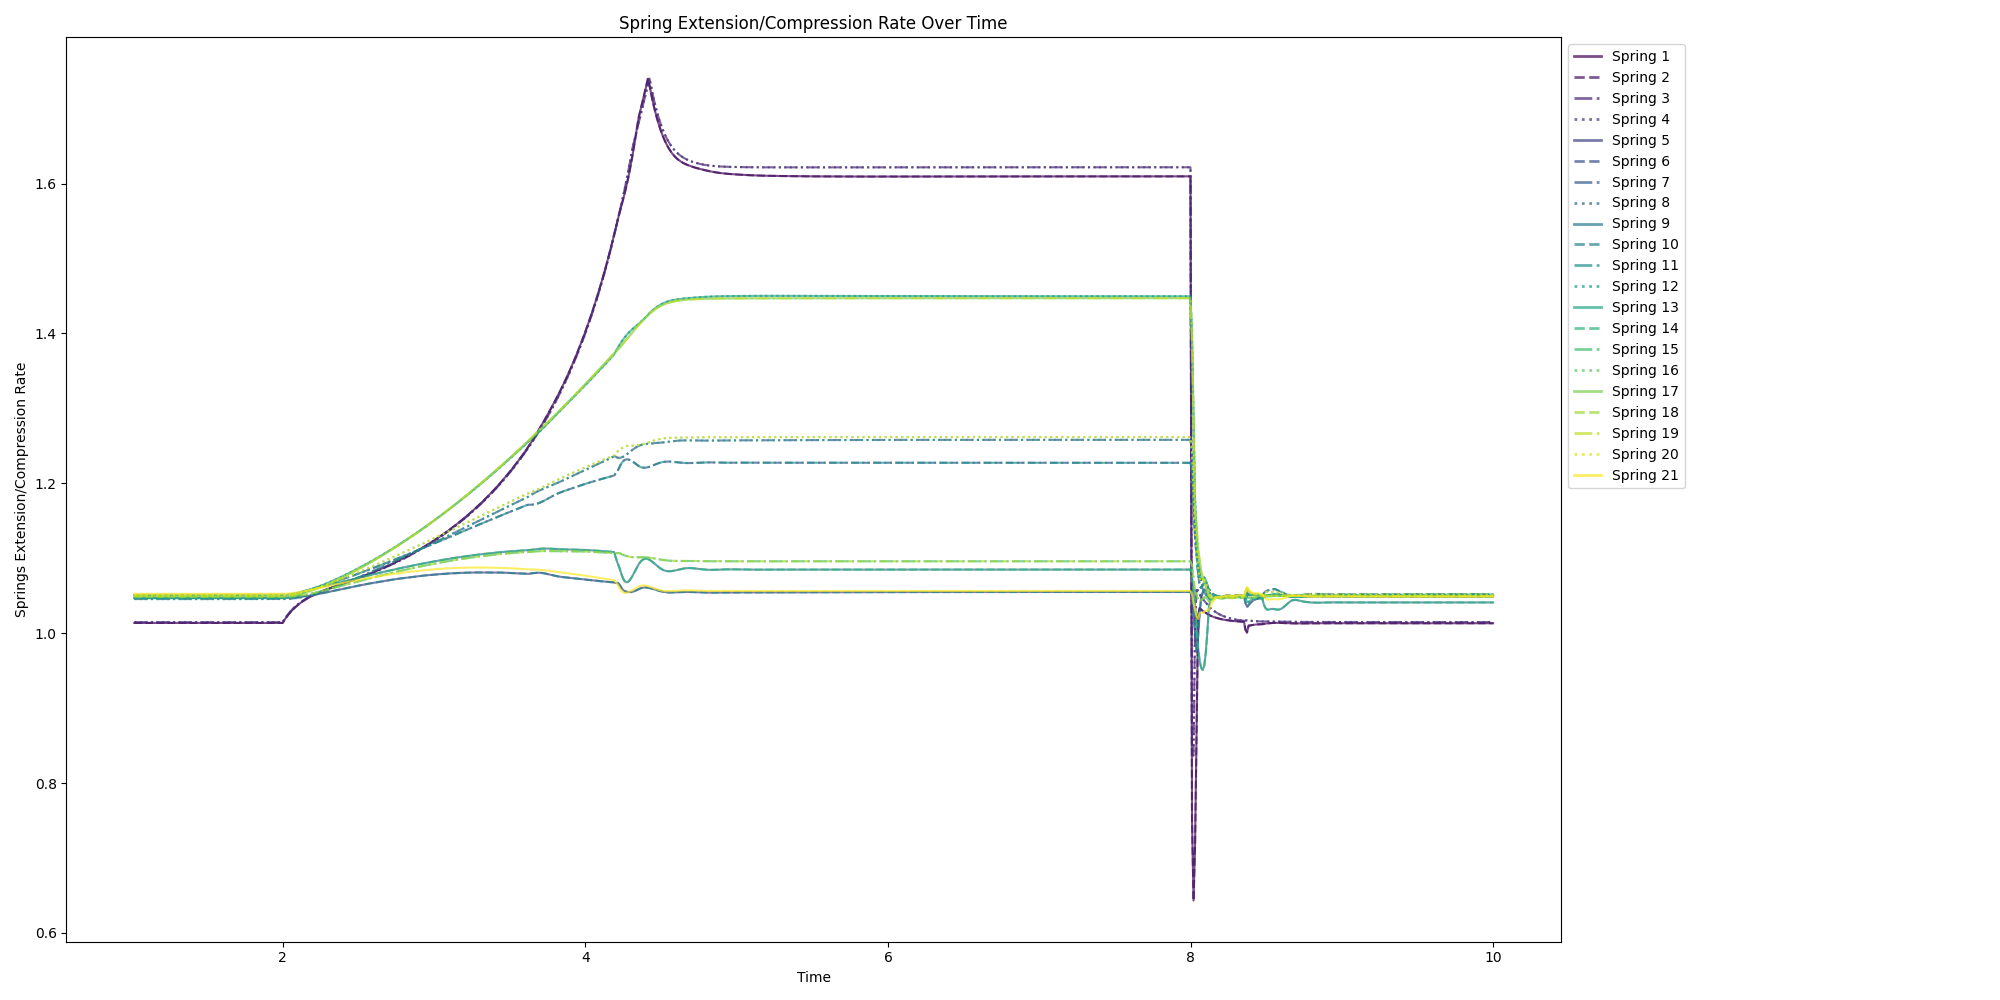 Spring Extension/Compression Rate Over Time
Springs Extension/Compression Rate
1.6
1.4
1.2
1.0
0.8
0.6
2
4
6
8
10
Time
Spring 1
Spring 2
Spring 3
Spring 4
Spring 5
Spring 6
Spring 7
Spring 8
Spring 9
Spring 10
Spring 11
Spring 12
Spring 13
Spring 14
Spring 15
Spring 16
Spring 17
Spring 18
Spring 19
Spring 20
Spring 21